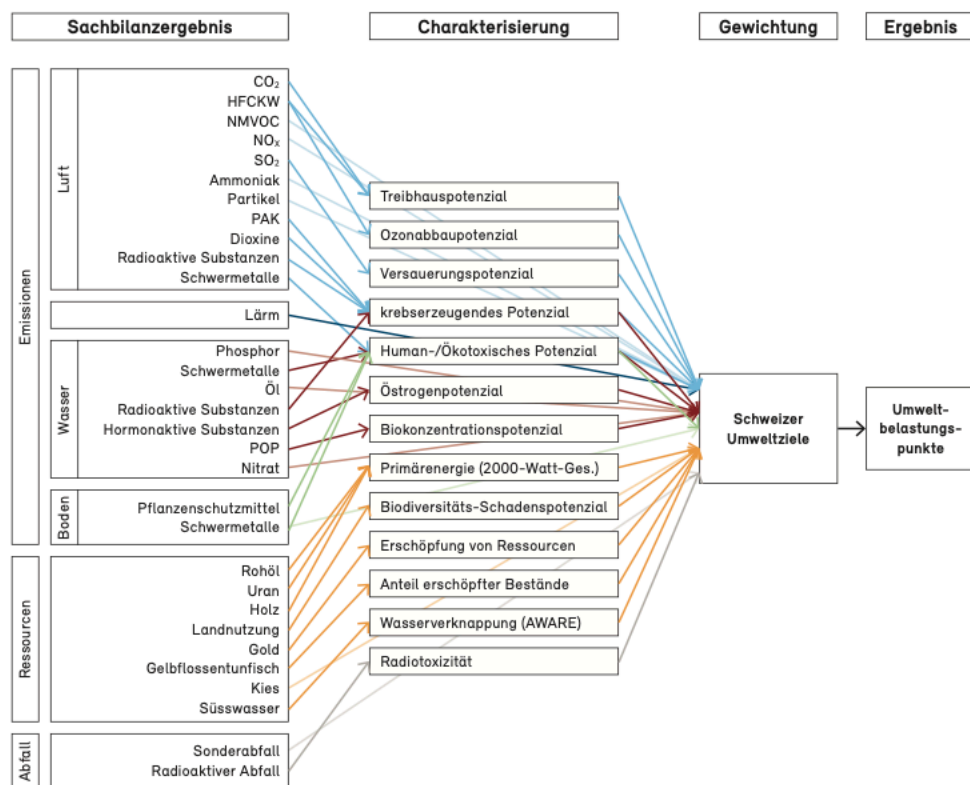 Sachbilanzergebnis
Charakterisierung
Gewichtung
Ergebnis
Emissionen
Luft
CO₂
HFCKW
NMVOC
NOₓ
SO₂
Ammoniak
Partikel
PAK
Dioxine
Radioaktive Substanzen
Schwermetalle
Lärm
Wasser
Phosphor
Schwermetalle
Öl
Radioaktive Substanzen
Hormonaktive Substanzen
POP
Nitrat
Boden
Pflanzenschutzmittel
Schwermetalle
Ressourcen
Rohöl
Uran
Holz
Landnutzung
Gold
Gelbflossentunfisch
Kies
Süsswasser
Abfall
Sonderabfall
Radioaktiver Abfall
Treibhauspotenzial
Ozonabbaupotenzial
Versauerungspotenzial
krebserzeugendes Potenzial
Human-/Ökotoxisches Potenzial
Östrogenpotenzial
Biokonzentrationspotenzial
Primärenergie (2000-Watt-Ges.)
Biodiversitäts-Schadenspotenzial
Erschöpfung von Ressourcen
Anteil erschöpfter Bestände
Wasserverknappung (AWARE)
Radiotoxizität
Schweizer
Umweltziele
Umwelt-
belastungs-
punkte